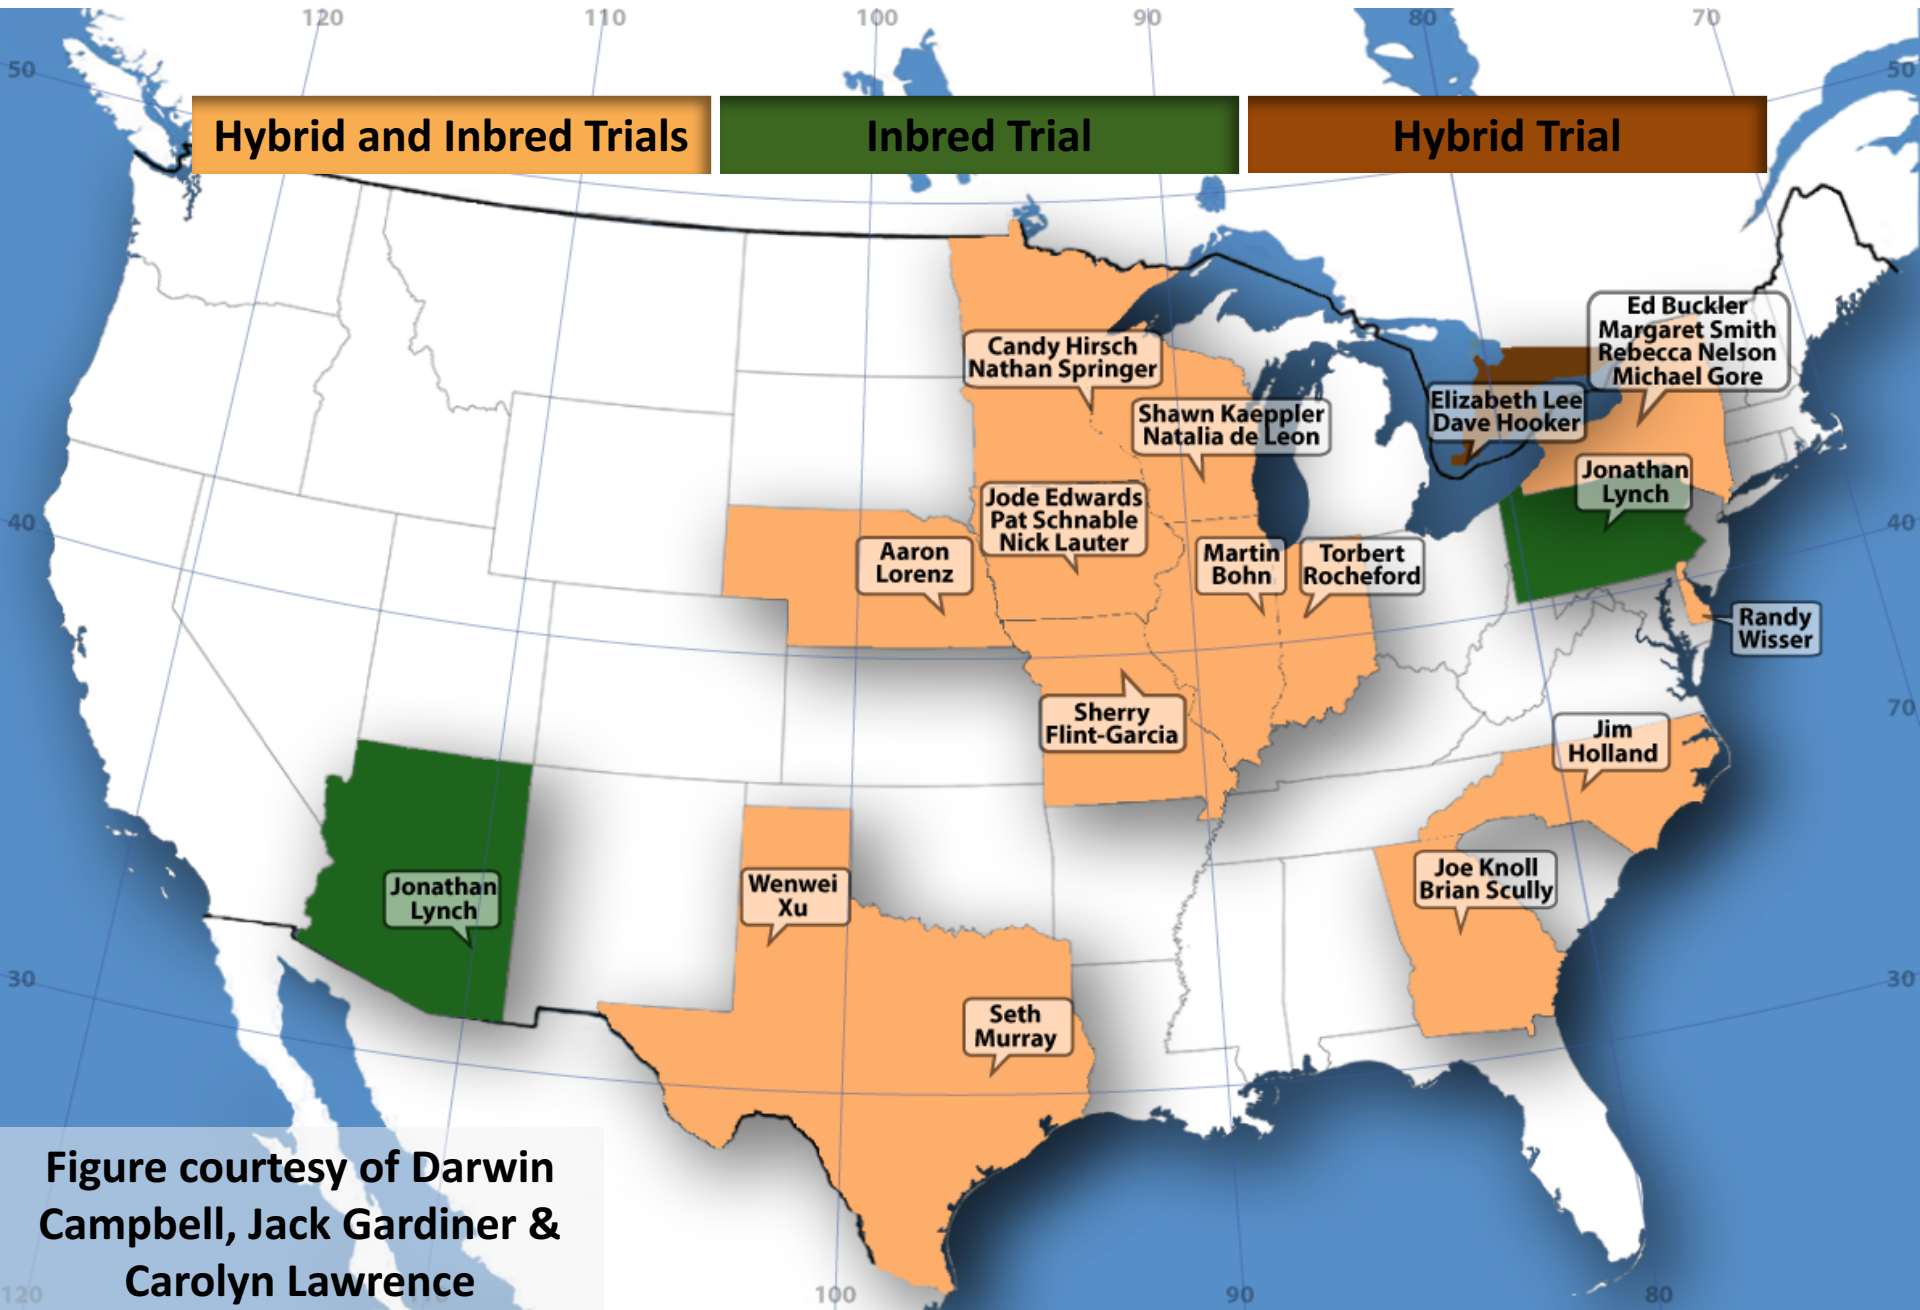 120
110
100
90
80
70
50
50
Hybrid and Inbred Trials
Inbred Trial
Hybrid Trial
Ed Buckler
Margaret Smith
Rebecca Nelson
Michael Gore
Candy Hirsch
Nathan Springer
Elizabeth Lee
Dave Hooker
Shawn Kaeppler
Natalia de Leon
Jonathan
Lynch
Jode Edwards
Pat Schnable
Nick Lauter
40
40
Aaron
Lorenz
Martin
Bohn
Torbert
Rocheford
Randy
Wisser
Sherry
Flint-Garcia
70
Jim
Holland
Joe Knoll
Brian Scully
Jonathan
Lynch
Wenwei
Xu
30
30
Seth
Murray
Figure courtesy of Darwin
Campbell, Jack Gardiner &
Carolyn Lawrence
120
110
100
90
80